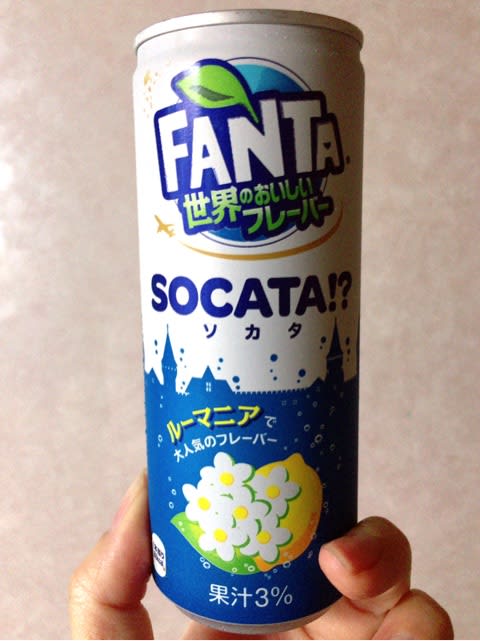 FANTA
世界のおいしい
フレーバー
SOCATA!?
ソカタ
ルーマニアで
大人気のフレーバー
果汁3%